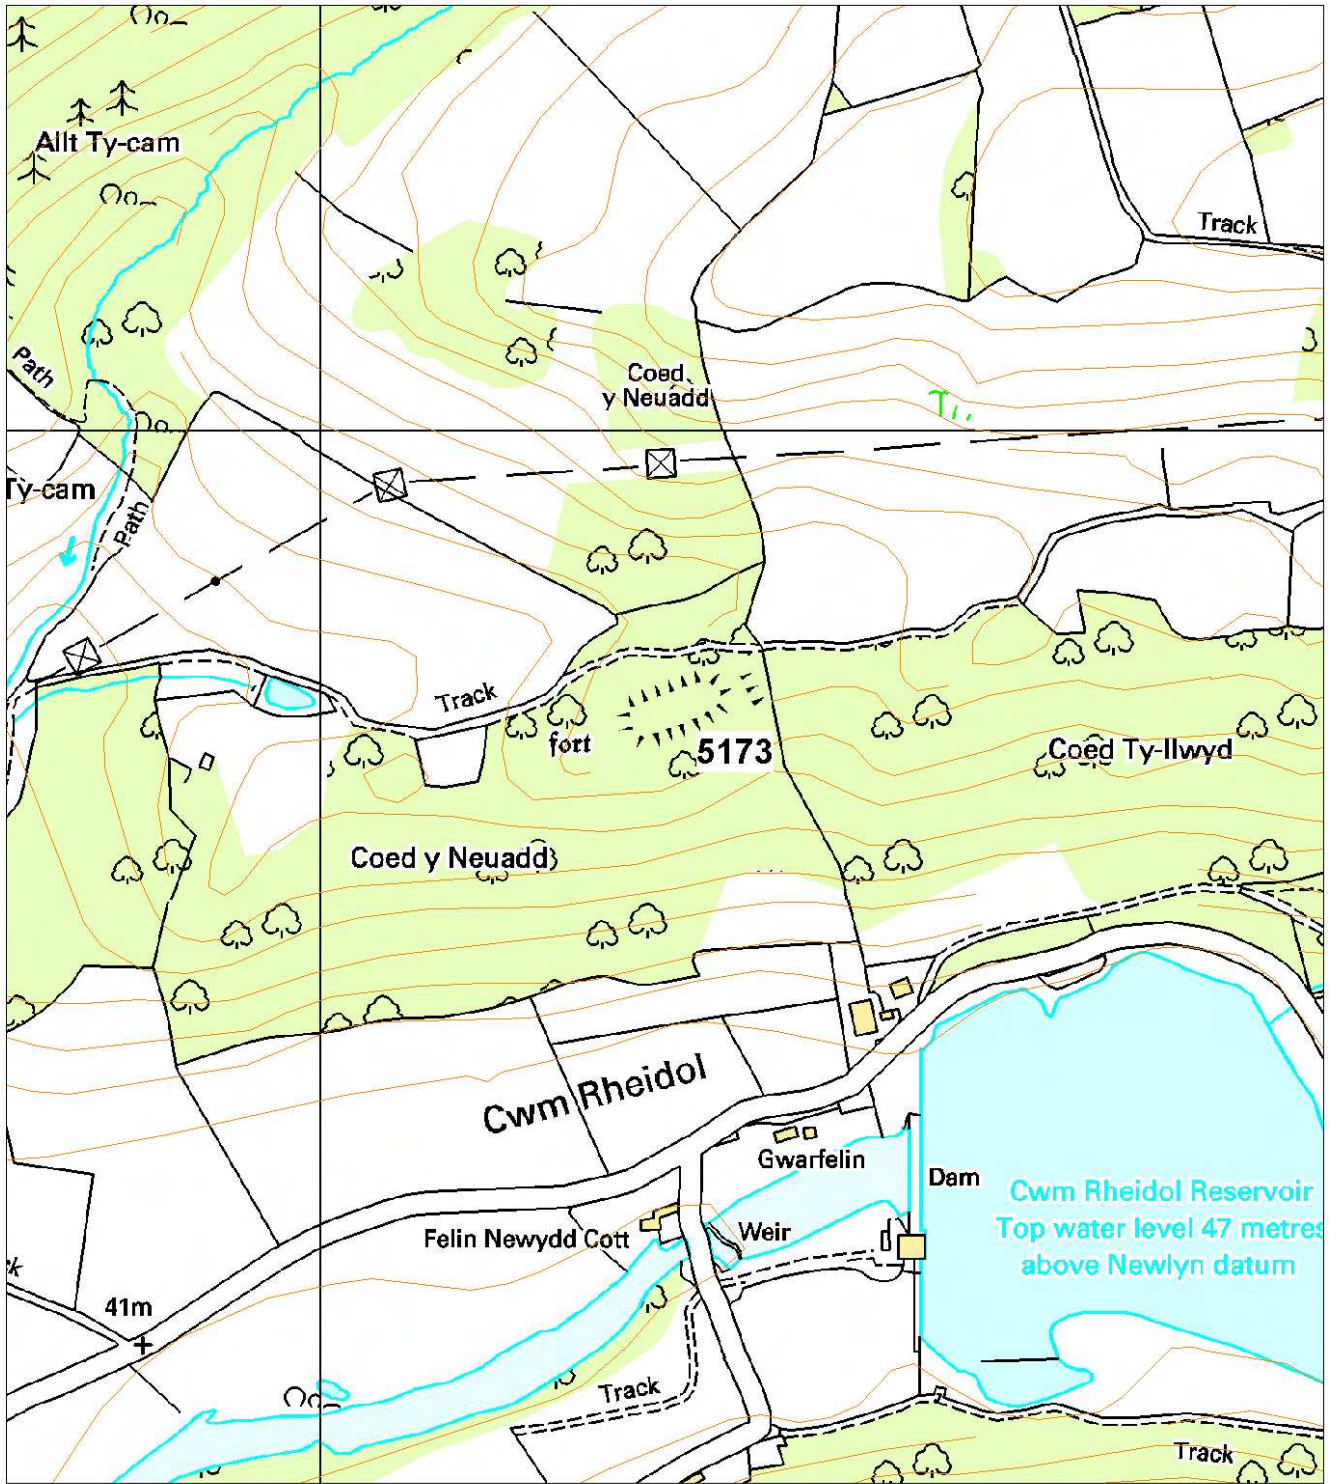 Allt Ty-cam
Track
Path
Coed
y Neuadd
Ty-cam
Path
Track
fort
5173
Coed Ty-llwyd
Coed y Neuadd
Cwm Rheidol
Gwarfelin
Dam
Cwm Rheidol Reservoir
Top water level 47 metres
above Newlyn datum
Felin Newydd Cott
Weir
41m
Track
Track